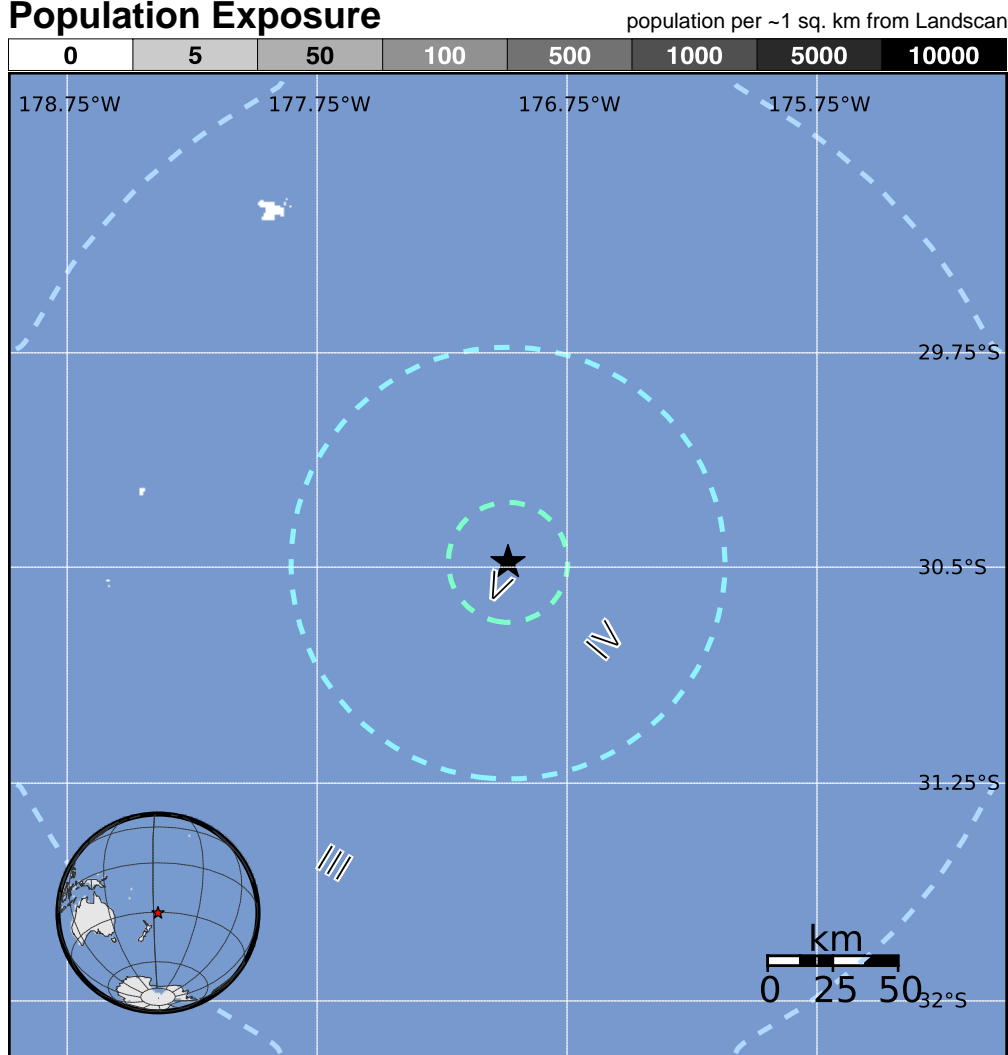 Population Exposure
population per ~1 sq. km from Landscan
0 5 50 100 500 1000 5000 10000
178.75°W 177.75°W 176.75°W 175.75°W
29.75°S
30.5°S
V
IV
31.25°S
III
km
0 25 50
32°S